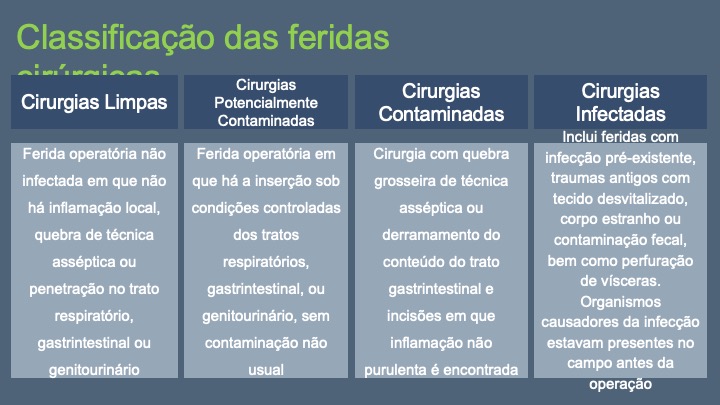 Classificação das feridas
cirúrgicas
Cirurgias Limpas
Ferida operatória não
infectada em que não
há inflamação local,
quebra de técnica
asséptica ou
penetração no trato
respiratório,
gastrintestinal ou
genitourinário
Cirurgias
Potencialmente
Contaminadas
Ferida operatória em
que há a inserção sob
condições controladas
dos tratos
respiratórios,
gastrintestinal, ou
genitourinário, sem
contaminação não
usual
Cirurgias
Contaminadas
Cirurgia com quebra
grosseira de técnica
asséptica ou
derramamento do
conteúdo do trato
gastrintestinal e
incisões em que
inflamação não
purulenta é encontrada
Cirurgias
Infectadas
Inclui feridas com
infecção pré-existente,
traumas antigos com
tecido desvitalizado,
corpo estranho ou
contaminação fecal,
bem como perfuração
de vísceras.
Organismos
causadores da infecção
estavam presentes no
campo antes da
operação